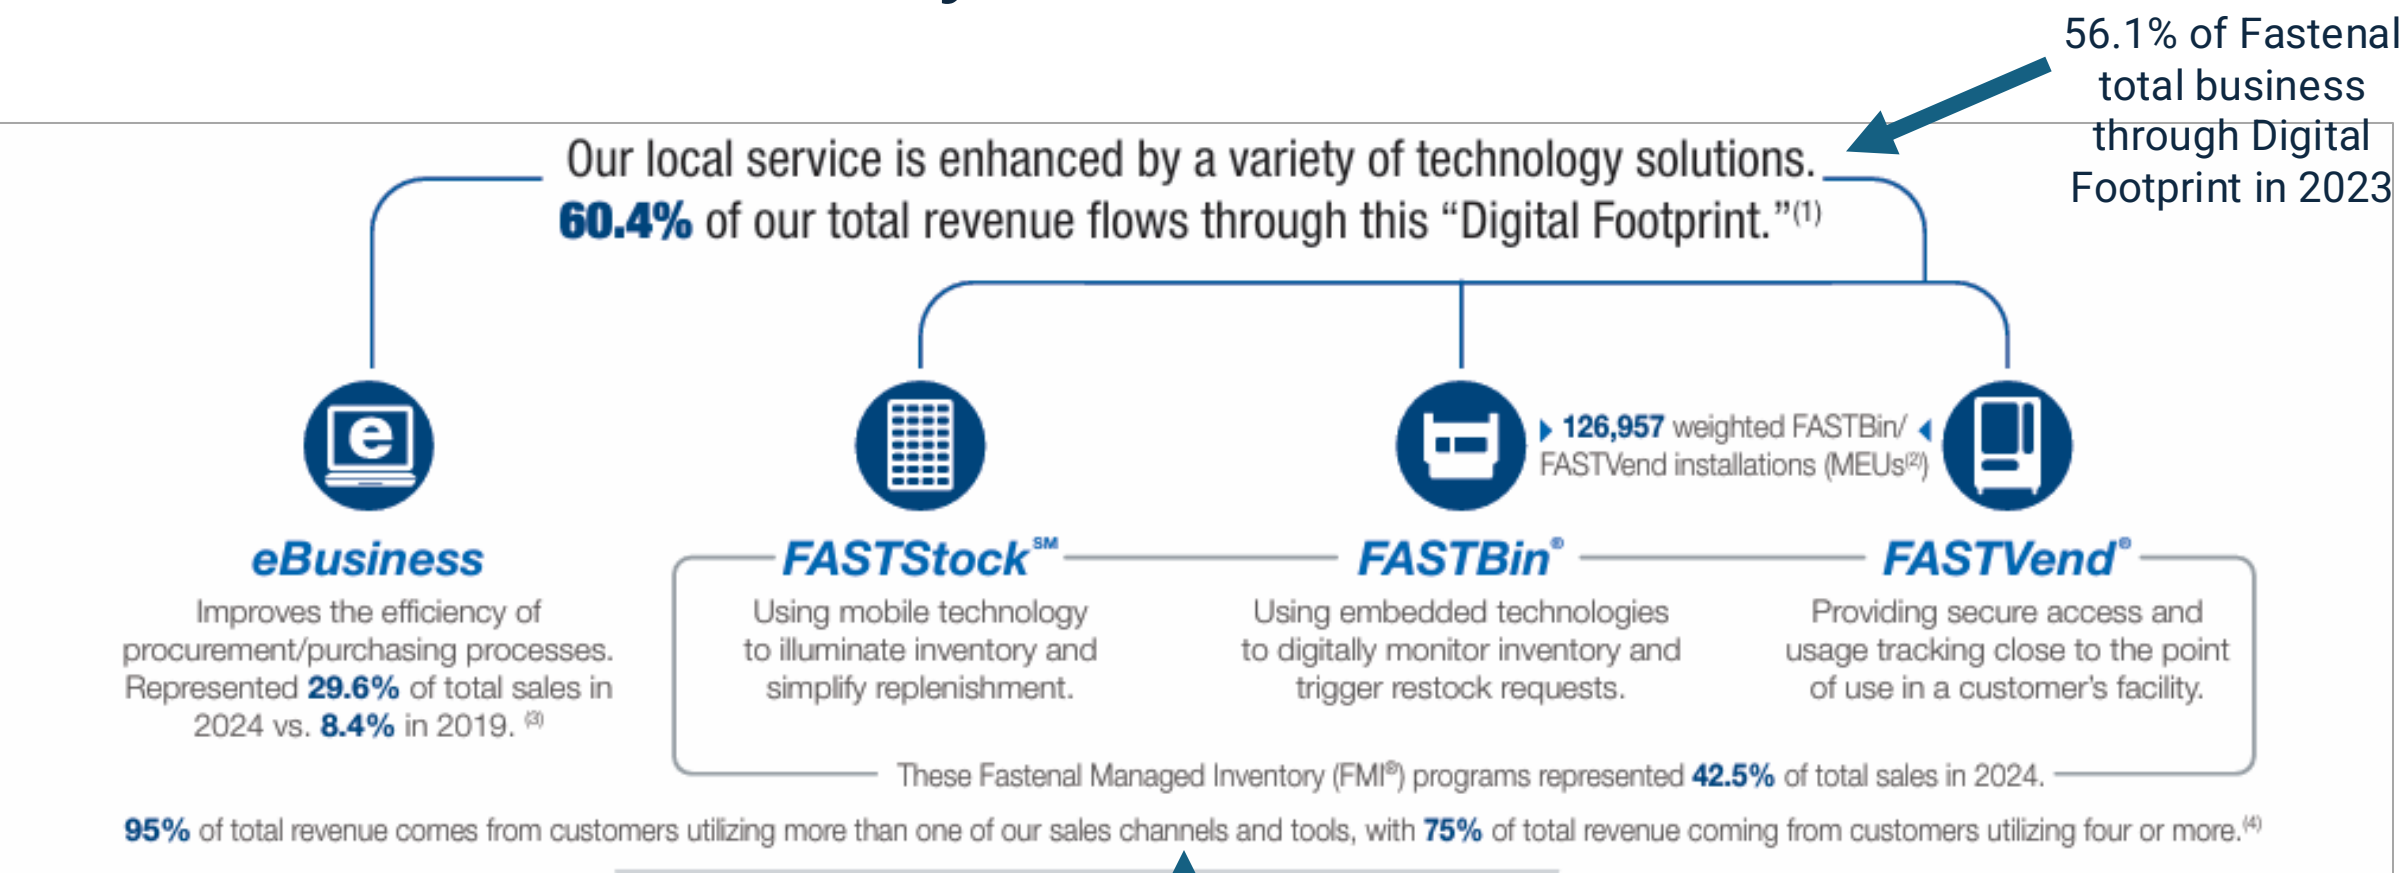 56.1% of Fastenal
total business
through Digital
Footprint in 2023
Our local service is enhanced by a variety of technology solutions.
60.4% of our total revenue flows through this “Digital Footprint.”(1)
e
126,957 weighted FASTBin/
FASTVend installations (MEUs(2))
eBusiness
Improves the efficiency of
procurement/purchasing processes.
Represented 29.6% of total sales in
2024 vs. 8.4% in 2019. (3)
FASTStock℠
Using mobile technology
to illuminate inventory and
simplify replenishment.
FASTBin®
Using embedded technologies
to digitally monitor inventory and
trigger restock requests.
FASTVend®
Providing secure access and
usage tracking close to the point
of use in a customer’s facility.
These Fastenal Managed Inventory (FMI®) programs represented 42.5% of total sales in 2024.
95% of total revenue comes from customers utilizing more than one of our sales channels and tools, with 75% of total revenue coming from customers utilizing four or more.(4)